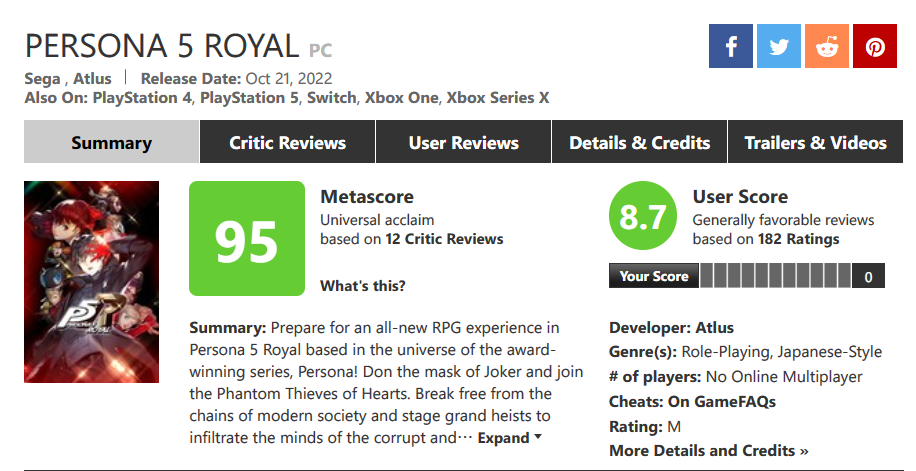 PERSONA 5 ROYAL PC
Sega , Atlus | Release Date: Oct 21, 2022
Also On: PlayStation 4, PlayStation 5, Switch, Xbox One, Xbox Series X
Summary Critic Reviews User Reviews Details & Credits Trailers & Videos
P5R
95
Metascore
Universal acclaim
based on 12 Critic Reviews
What's this?
Summary: Prepare for an all-new RPG experience in
Persona 5 Royal based in the universe of the award-
winning series, Persona! Don the mask of Joker and join
the Phantom Thieves of Hearts. Break free from the
chains of modern society and stage grand heists to
infiltrate the minds of the corrupt and… Expand
8.7
User Score
Generally favorable reviews
based on 182 Ratings
Your Score 0
Developer: Atlus
Genre(s): Role-Playing, Japanese-Style
# of players: No Online Multiplayer
Cheats: On GameFAQs
Rating: M
More Details and Credits »